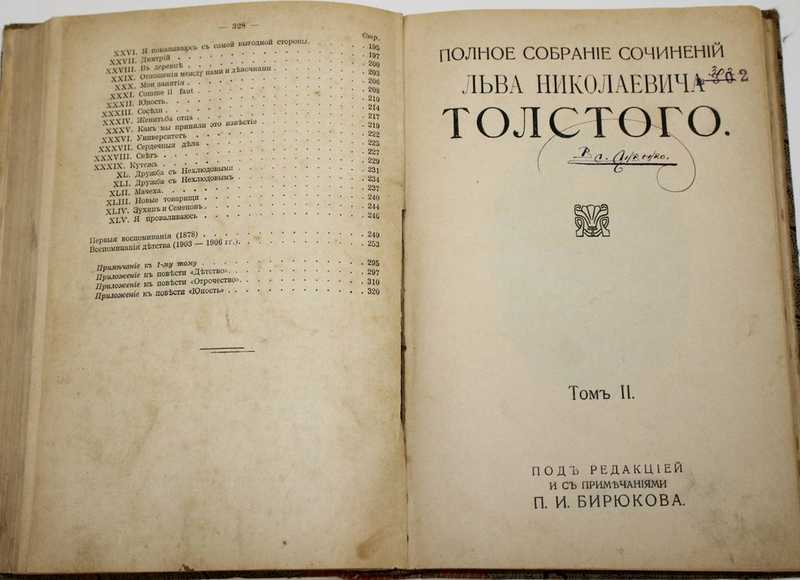 — 328 —
Стр.
XXVI. Я показываюсь съ самой выгодной стороны. 195
XXVII. Дмитрій 197
XXVIII. Въ деревнѣ 200
XXIX. Отношенія между нами и дѣвочками 203
XXX. Мои занятія 206
XXXI. Comme il faut 208
XXXII. Юность. 210
XXXIII. Сосѣди 214
XXXIV. Женитьба отца 217
XXXV. Какъ мы приняли это извѣстіе 219
XXXVI. Университетъ 222
XXXVII. Сердечныя дѣла 225
XXXVIII. Свѣтъ 227
XXXIX. Кутежъ 229
XL. Дружба съ Нехлюдовымъ 231
XLI. Дружба съ Нехлюдовымъ 234
XLII. Мачеха. 237
XLIII. Новые товарищи 240
XLIV. Зухинъ и Семеновъ 244
XLV. Я проваливаюсь 246
Первыя воспоминанія (1878) 249
Воспоминанія дѣтства (1903 — 1906 гг.). 253
Примѣчаніе къ 1-му тому 295
Приложеніе къ повѣсти «Дѣтство». 297
Приложеніе къ повѣсти «Отрочество». 310
Приложеніе къ повѣсти «Юность» 320
ПОЛНОЕ СОБРАНІЕ СОЧИНЕНІЙ
ЛЬВА НИКОЛАЕВИЧА
ТОЛСТОГО.
Томъ II.
ПОДЪ РЕДАКЦІЕЙ
И СЪ ПРИМѢЧАНІЯМИ
П. И. БИРЮКОВА.